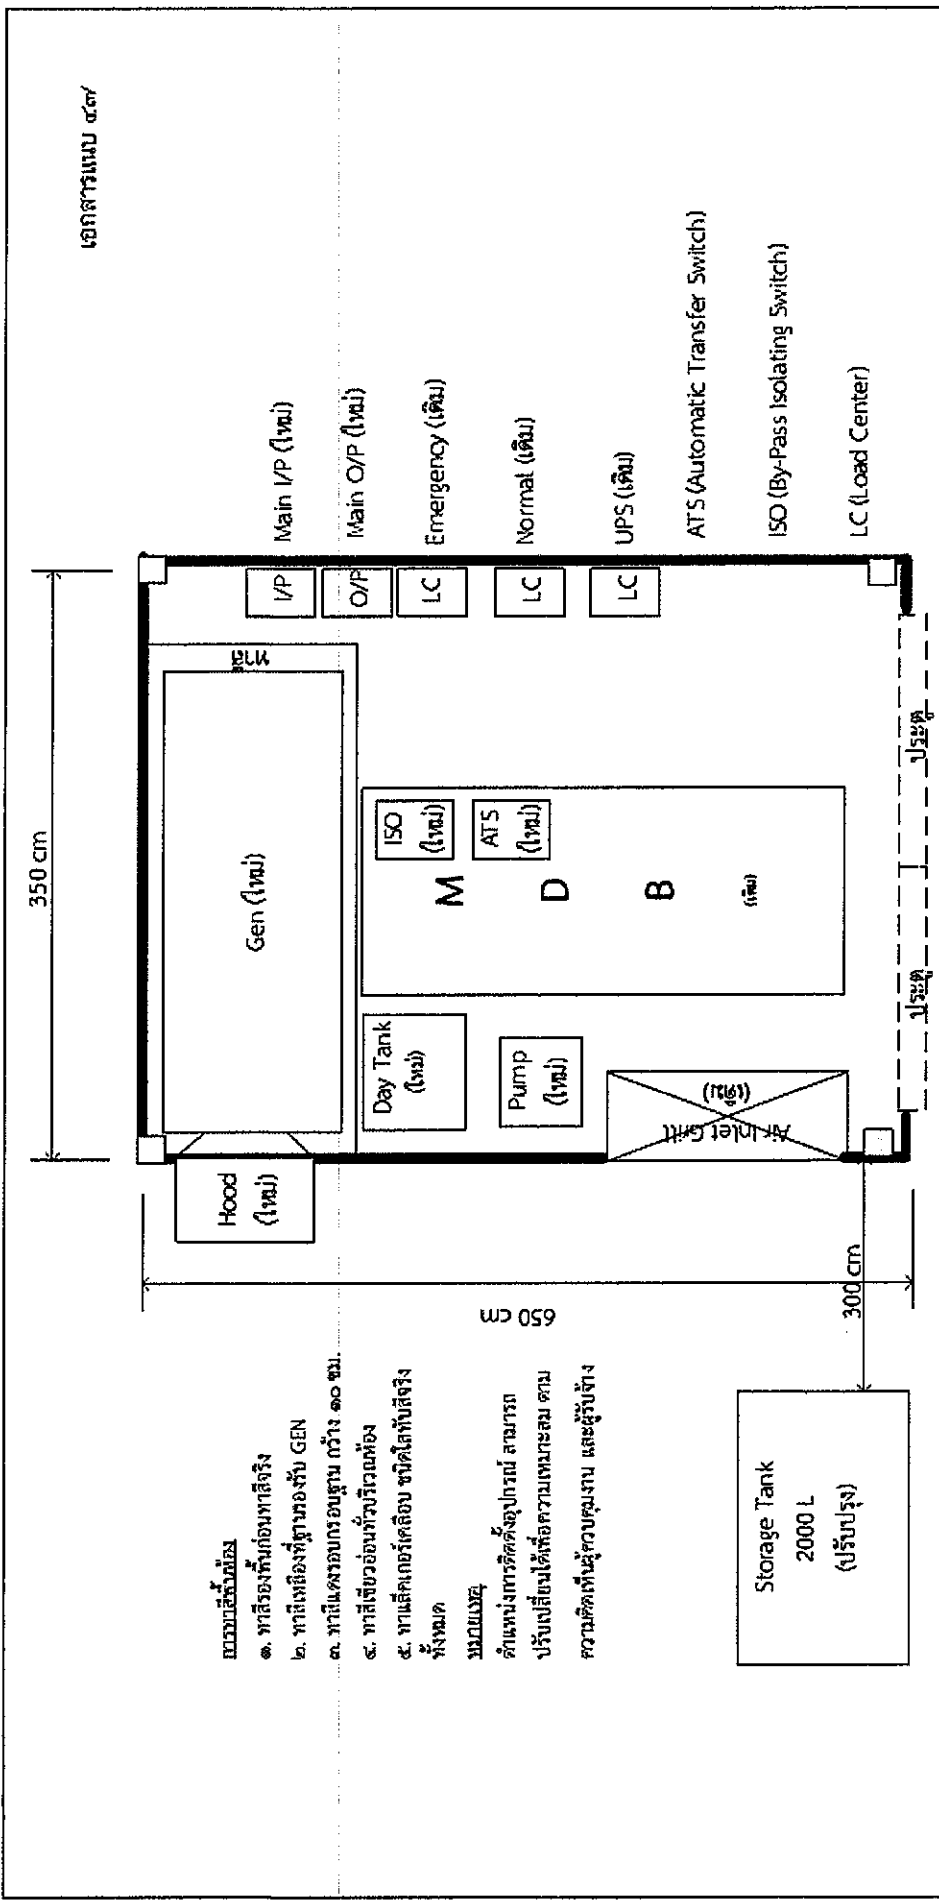 เอกสารแนบ ๔๗
350 cm
Hood
(ใหม่)
Gen (ใหม่)
ทาสี
I/P
O/P
LC
LC
LC
Main I/P (ใหม่)
Main O/P (ใหม่)
Emergency (เดิม)
Normal (เดิม)
UPS (เดิม)
ATS (Automatic Transfer Switch)
ISO (By-Pass Isolating Switch)
LC (Load Center)
Day Tank
(ใหม่)
Pump
(ใหม่)
ISO
(ใหม่)
ATS
(ใหม่)
M
D
B
(เดิม)
Air Inlet Grill
(เดิม)
ประตู
ประตู
650 cm
300 cm
การทาสีพื้นห้อง
๑. ทาสีรองพื้นก่อนทาสีจริง
๒. ทาสีเหลืองที่ฐานรองรับ GEN
๓. ทาสีแดงรอบกรอบฐาน กว้าง ๑๐ ซม.
๔. ทาสีเขียวอ่อนทั่วบริเวณห้อง
๕. ทาแล็คเกอร์เคลือบ ชนิดใสทับสีจริง
ทั้งหมด
หมายเหตุ
ตำแหน่งการติดตั้งอุปกรณ์ สามารถ
ปรับเปลี่ยนได้เพื่อความเหมาะสม ตาม
ความคิดเห็นผู้ควบคุมงาน และผู้รับจ้าง
Storage Tank
2000 L
(ปรับปรุง)